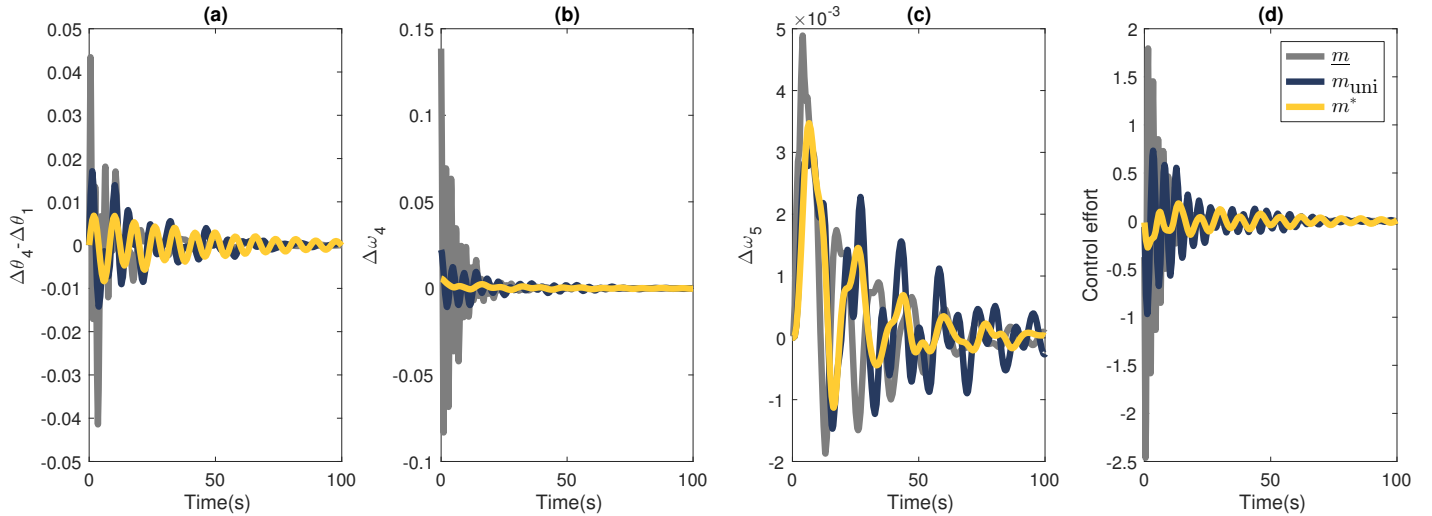 (a)
0.05
0.04
0.03
0.02
0.01
0
-0.01
-0.02
-0.03
-0.04
-0.05
Δθ4-Δθ1
0 50 100
Time(s)
(b)
0.15
0.1
0.05
0
-0.05
-0.1
Δω4
0 50 100
Time(s)
(c)
×10-3
5
4
3
2
1
0
-1
-2
Δω5
0 50 100
Time(s)
(d)
2
1.5
1
0.5
0
-0.5
-1
-1.5
-2
-2.5
Control effort
0 50 100
Time(s)
m
muni
m*